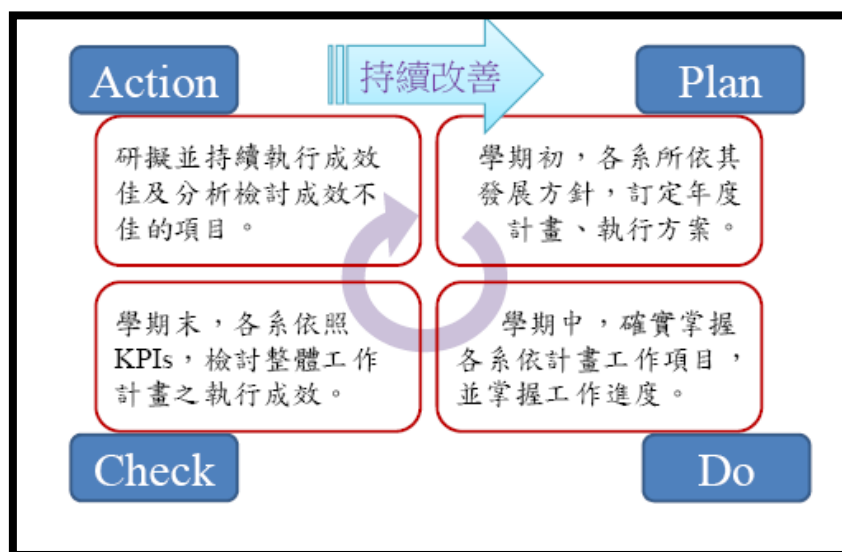 Action
持續改善
Plan
研擬並持續執行成效
佳及分析檢討成效不
佳的項目。
學期初，各系所依其
發展方針，訂定年度
計畫、執行方案。
學期末，各系依照
KPIs，檢討整體工作
計畫之執行成效。
學期中，確實掌握
各系依計畫工作項目，
並掌握工作進度。
Check
Do